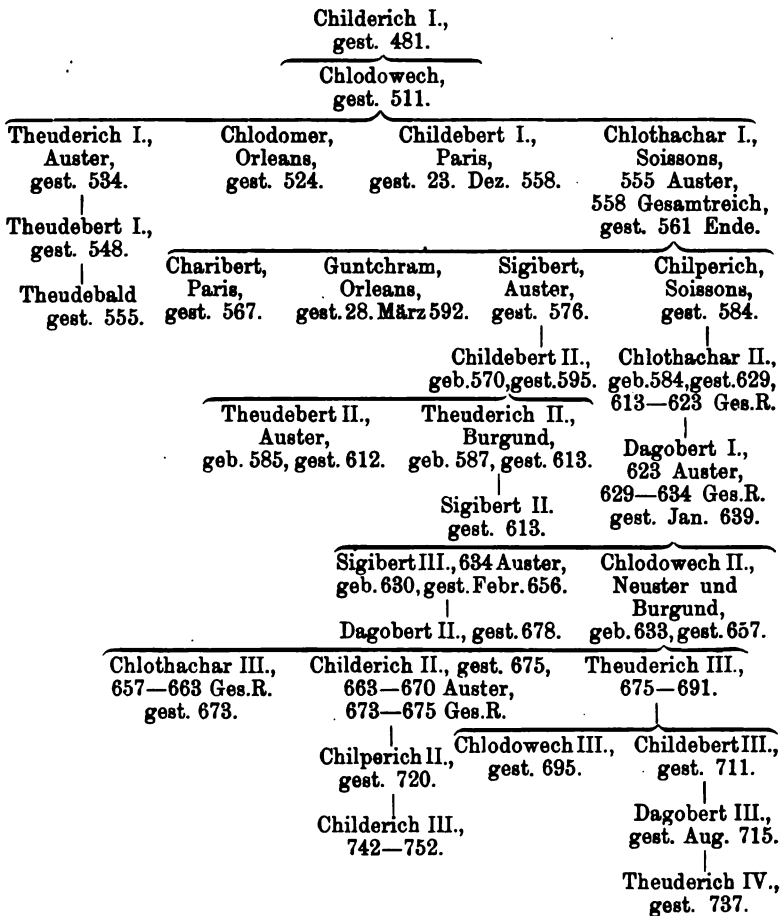 Childerich I.,
gest. 481.
Chlodowech,
gest. 511.
Theuderich I.,
Auster,
gest. 534.
Chlodomer,
Orleans,
gest. 524.
Childebert I.,
Paris,
gest. 23. Dez. 558.
Chlothachar I.,
Soissons,
555 Auster,
558 Gesamtreich,
gest. 561 Ende.
Theudebert I.,
gest. 548.
Theudebald
gest. 555.
Charibert,
Paris,
gest. 567.
Guntchram,
Orleans,
gest. 28. März 592.
Sigibert,
Auster,
gest. 576.
Chilperich,
Soissons,
gest. 584.
Childebert II.,
geb. 570, gest. 595.
Chlothachar II.,
geb. 584, gest. 629,
613—623 Ges.R.
Theudebert II.,
Auster,
geb. 585, gest. 612.
Theuderich II.,
Burgund,
geb. 587, gest. 613.
Dagobert I.,
623 Auster,
629—634 Ges.R.
gest. Jan. 639.
Sigibert II.
gest. 613.
Sigibert III., 634 Auster,
geb. 630, gest. Febr. 656.
Chlodowech II.,
Neuster und
Burgund,
geb. 633, gest. 657.
Dagobert II., gest. 678.
Chlothachar III.,
657—663 Ges.R.
gest. 673.
Childerich II., gest. 675,
663—670 Auster,
673—675 Ges.R.
Theuderich III.,
675—691.
Chilperich II.,
gest. 720.
Chlodowech III.,
gest. 695.
Childebert III.,
gest. 711.
Childerich III.,
742—752.
Dagobert III.,
gest. Aug. 715.
Theuderich IV.,
gest. 737.